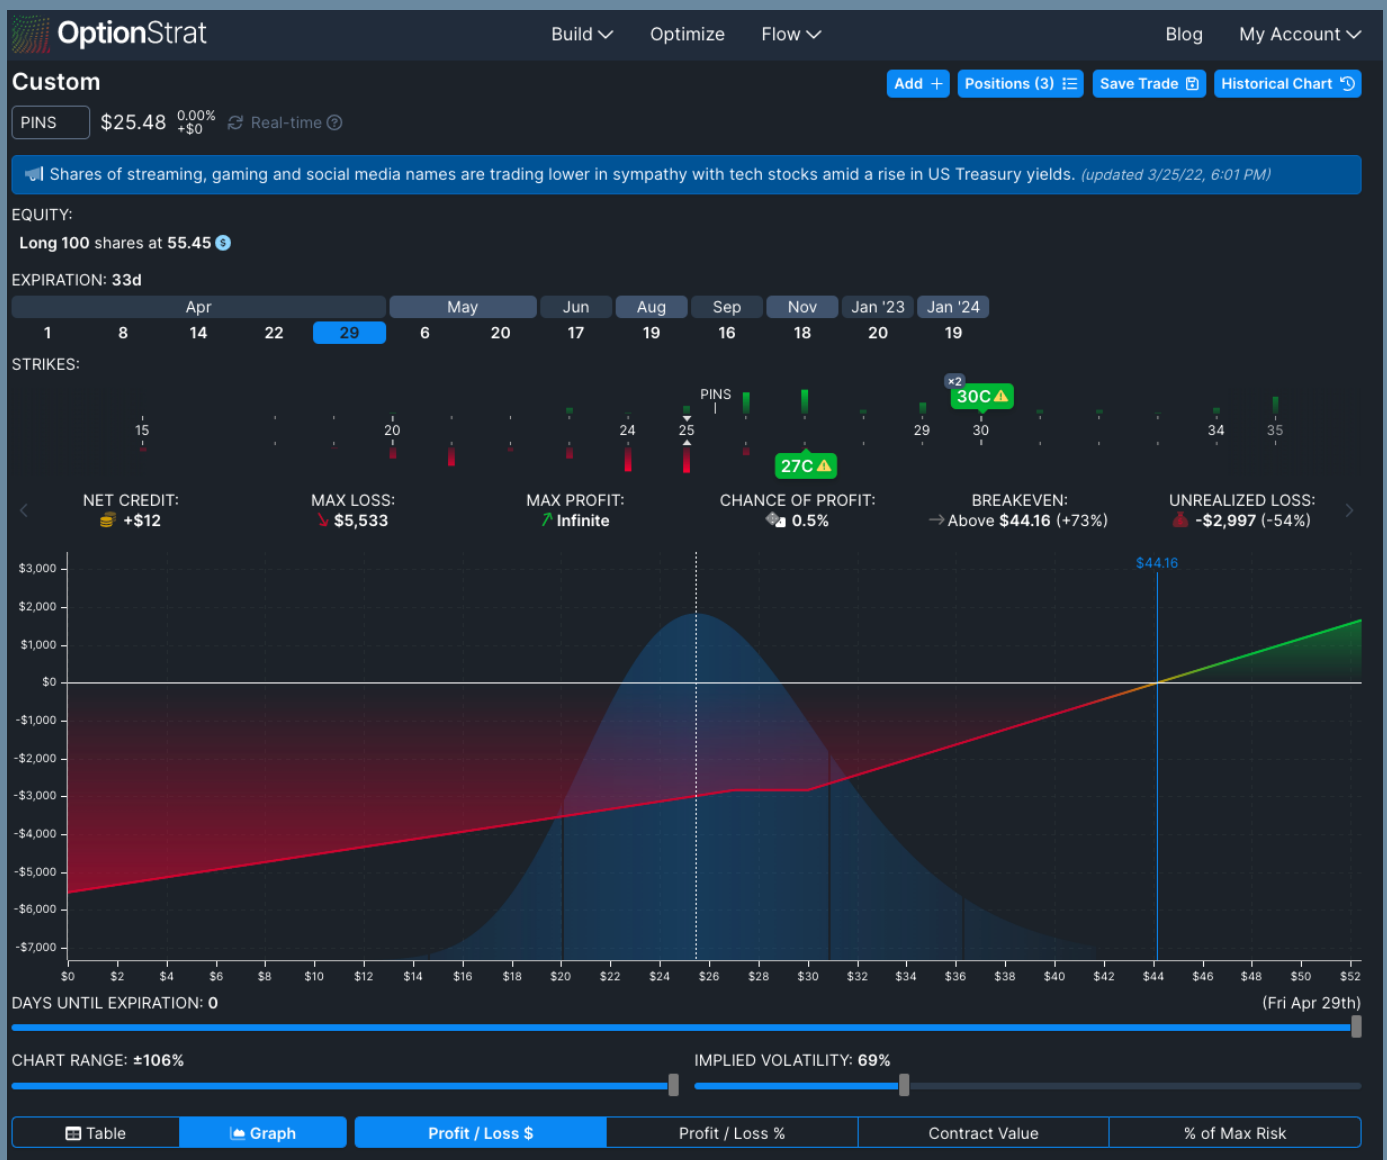 OptionStrat Build Optimize Flow Blog My Account
Custom Add + Positions (3) Save Trade Historical Chart
PINS $25.48 0.00% +$0 Real-time ?
Shares of streaming, gaming and social media names are trading lower in sympathy with tech stocks amid a rise in US Treasury yields. (updated 3/25/22, 6:01 PM)
EQUITY:
Long 100 shares at 55.45 $
EXPIRATION: 33d
Apr May Jun Aug Sep Nov Jan '23 Jan '24
1 8 14 22 29 6 20 17 19 16 18 20 19
STRIKES:
x2
PINS 30C
15 20 24 25 29 30 34 35
27C
NET CREDIT: MAX LOSS: MAX PROFIT: CHANCE OF PROFIT: BREAKEVEN: UNREALIZED LOSS:
+$12 $5,533 Infinite 0.5% Above $44.16 (+73%) -$2,997 (-54%)
$44.16
$3,000
$2,000
$1,000
$0
-$1,000
-$2,000
-$3,000
-$4,000
-$5,000
-$6,000
-$7,000
$0 $2 $4 $6 $8 $10 $12 $14 $16 $18 $20 $22 $24 $26 $28 $30 $32 $34 $36 $38 $40 $42 $44 $46 $48 $50 $52
DAYS UNTIL EXPIRATION: 0 (Fri Apr 29th)
CHART RANGE: ±106% IMPLIED VOLATILITY: 69%
Table Graph Profit / Loss $ Profit / Loss % Contract Value % of Max Risk